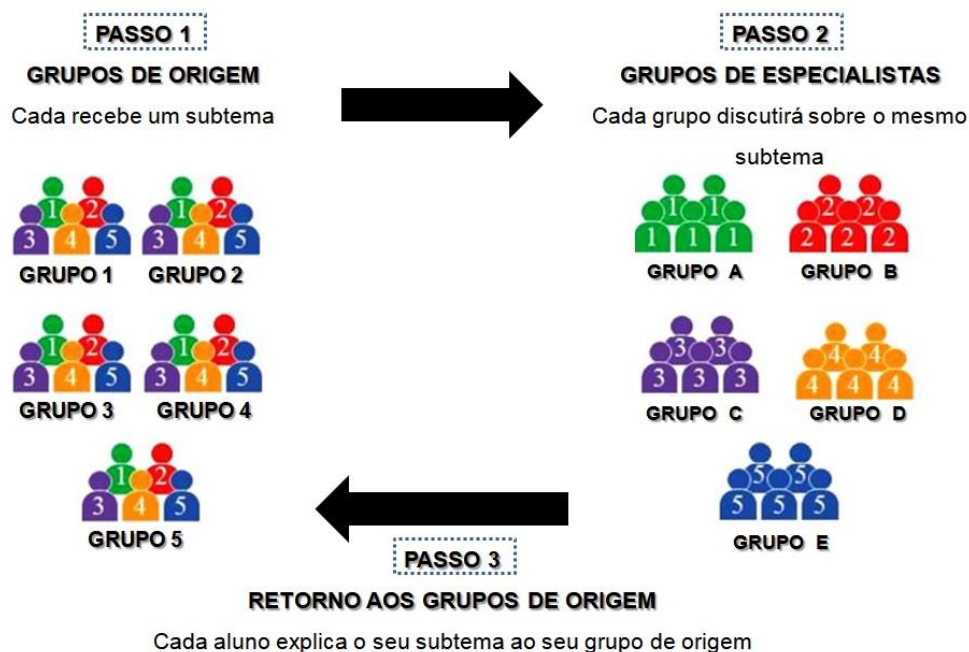 PASSO 1
GRUPOS DE ORIGEM
Cada recebe um subtema
1 2
3 4 5
GRUPO 1
1 2
3 4 5
GRUPO 2
1 2
3 4 5
GRUPO 3
1 2
3 4 5
GRUPO 4
1 2
3 4 5
GRUPO 5
PASSO 2
GRUPOS DE ESPECIALISTAS
Cada grupo discutirá sobre o mesmo
subtema
1 1
1 1 1
GRUPO A
2 2
2 2 2
GRUPO B
3 3
3 3 3
GRUPO C
4 4
4 4 4
GRUPO D
5 5
5 5 5
GRUPO E
PASSO 3
RETORNO AOS GRUPOS DE ORIGEM
Cada aluno explica o seu subtema ao seu grupo de origem